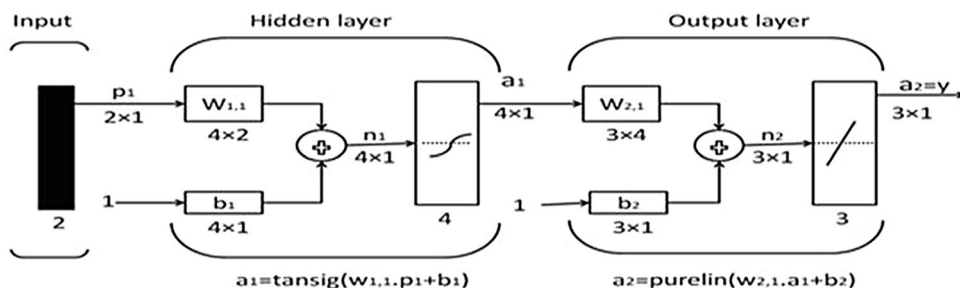 Input
Hidden layer
Output layer
p₁
2×1
W₁,₁
4×2
1
b₁
4×1
2
n₁
4×1
4
a₁
4×1
W₂,₁
3×4
1
b₂
3×1
n₂
3×1
3
a₂=y
3×1
a₁=tansig(w₁,₁.p₁+b₁)
a₂=purelin(w₂,₁.a₁+b₂)